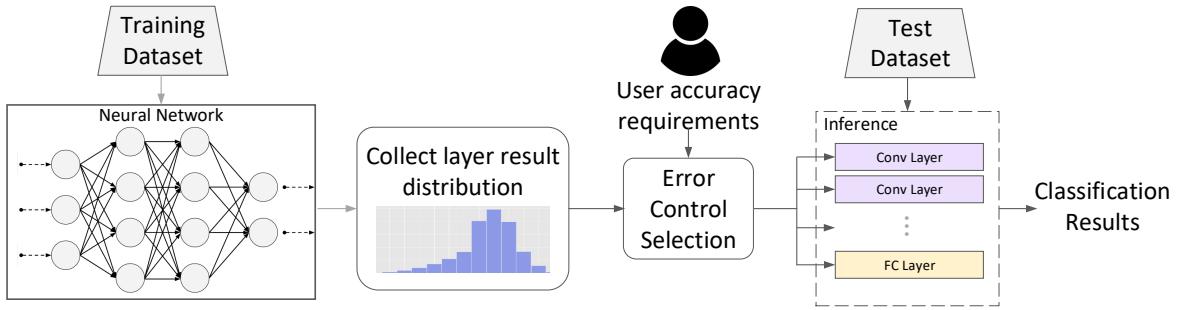 Training
Dataset
Neural Network
Collect layer result
distribution
User accuracy
requirements
Error
Control
Selection
Test
Dataset
Inference
Conv Layer
Conv Layer
FC Layer
Classification
Results